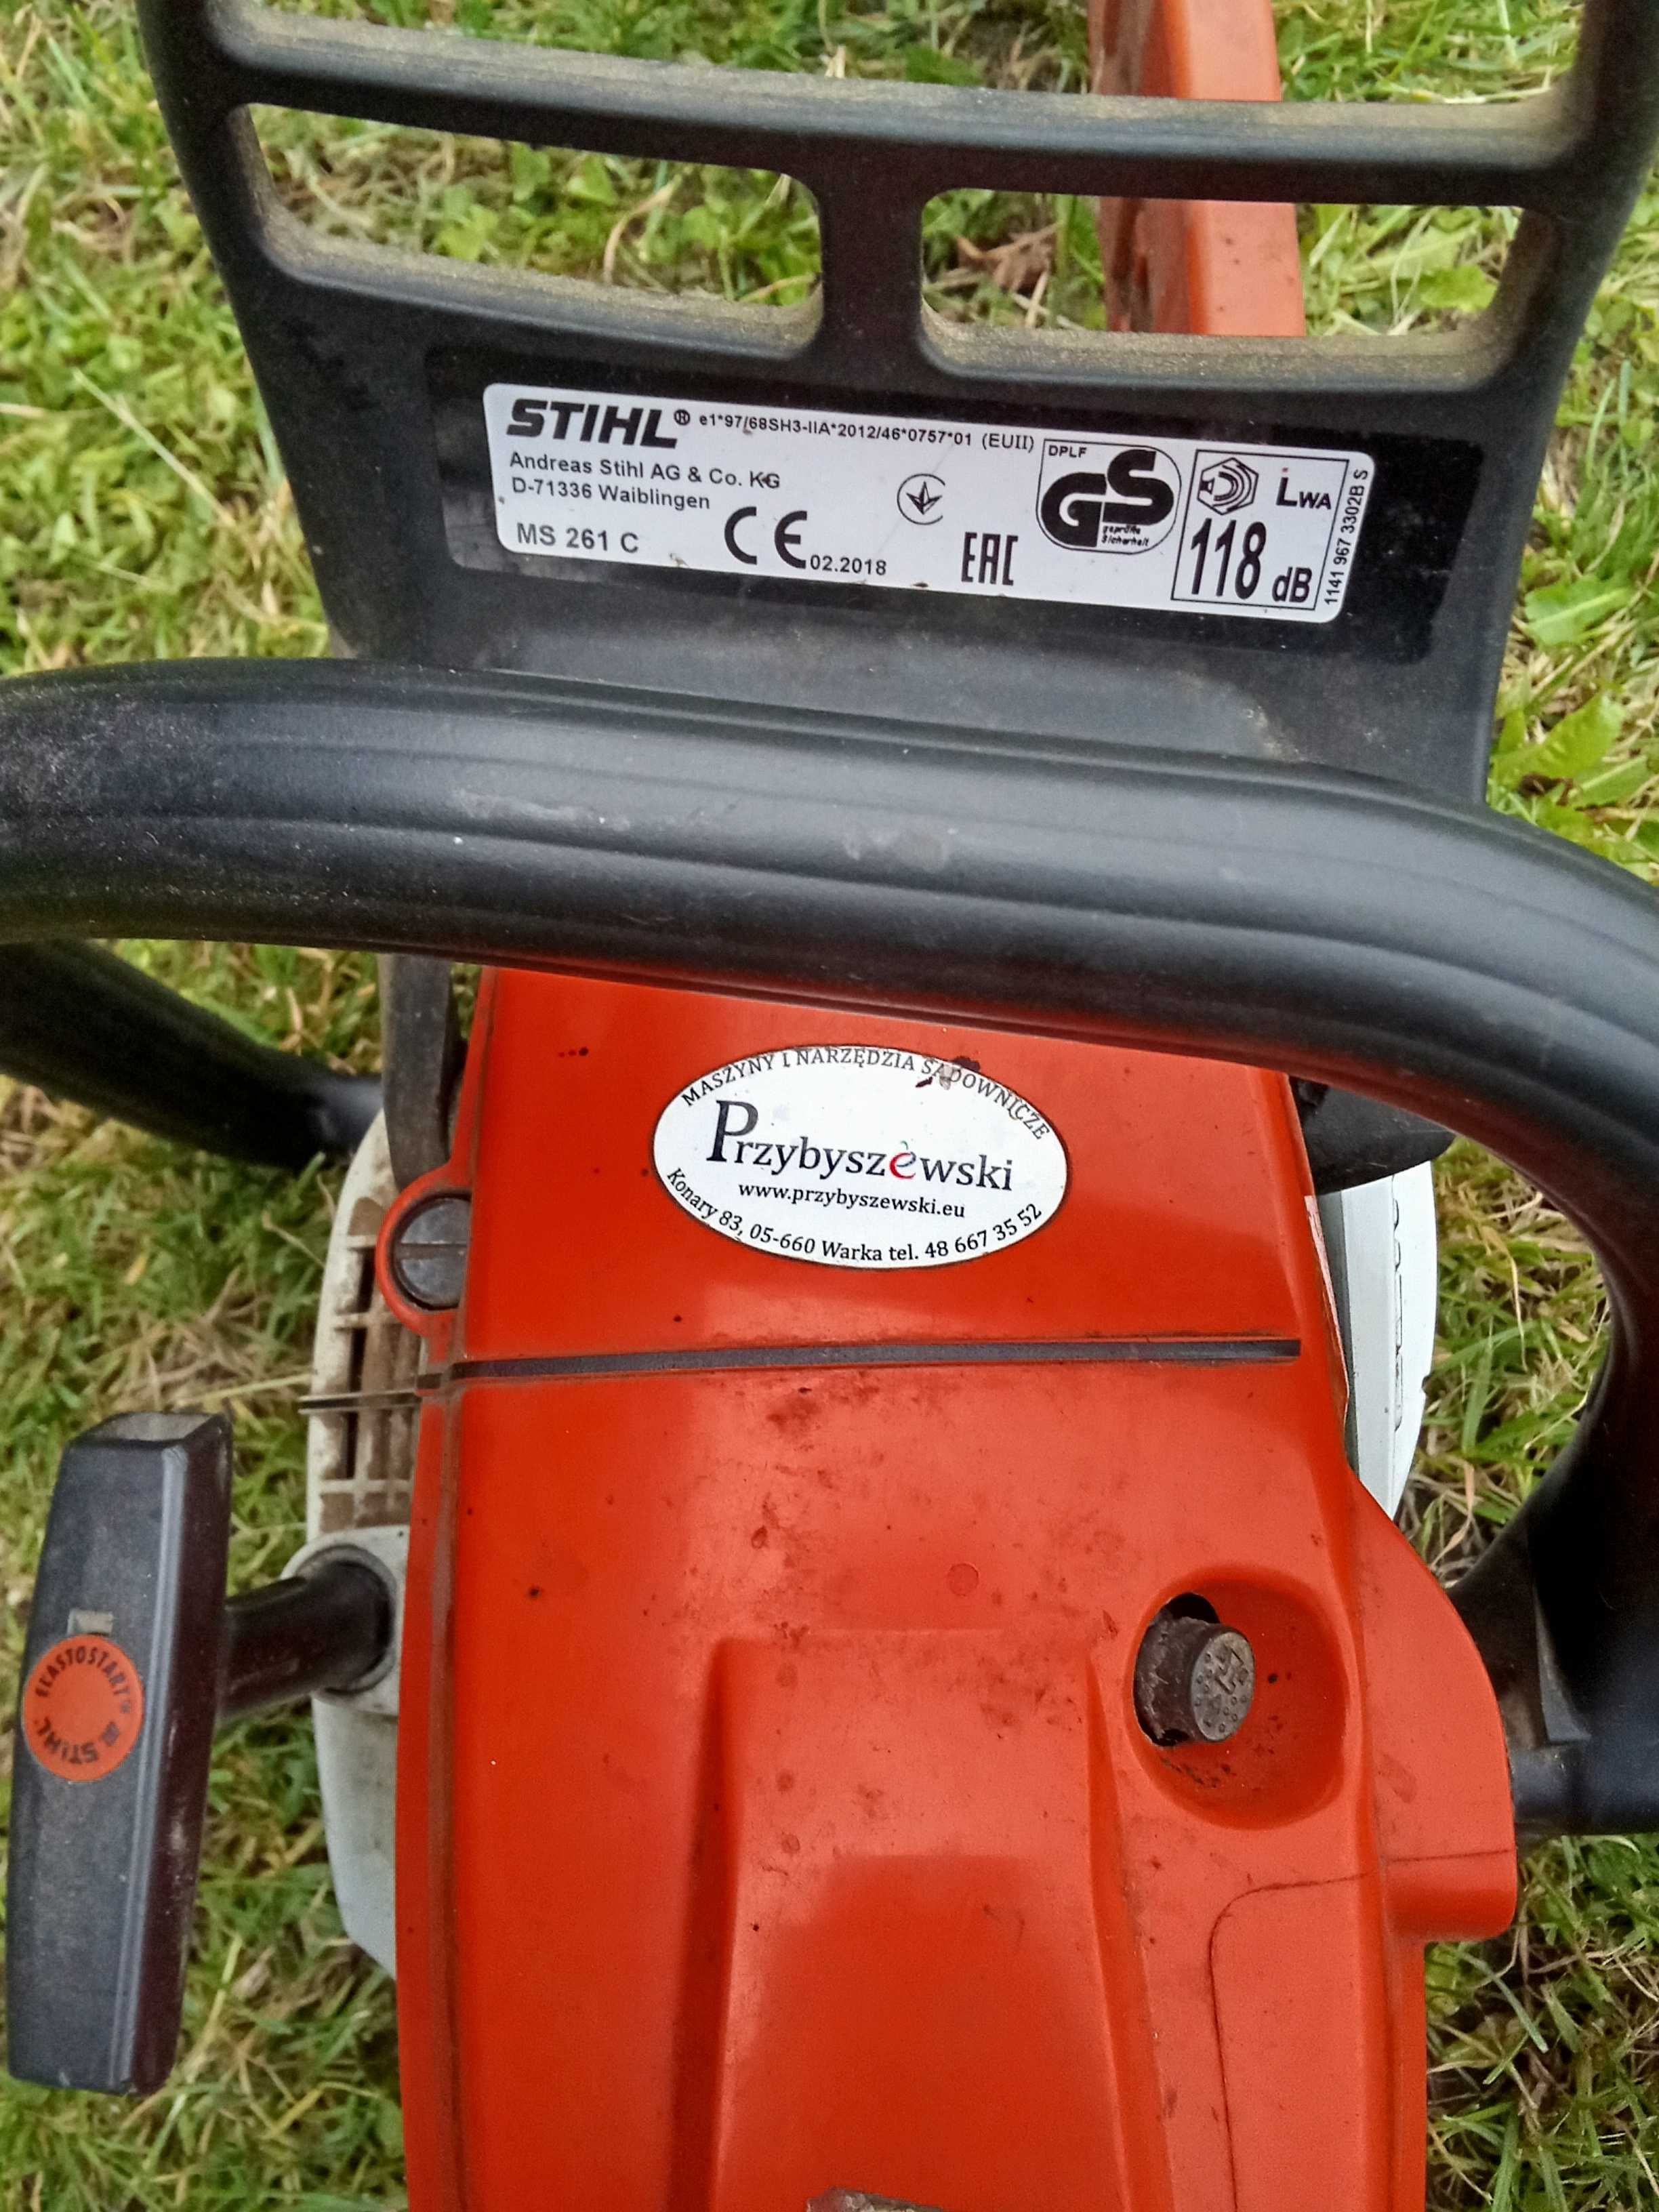 STIHL® e1*97/68SH3-IIA*2012/46*0757*01 (EUII)
Andreas Stihl AG & Co. KG
D-71336 Waiblingen
MS 261 C
CE 02.2018
EAC
DPLF
GS
geprüfte
Sicherheit
LWA
118 dB
1141 967 3302B S
MASZYNY I NARZĘDZIA SADOWNICZE
Przybyszewski
www.przybyszewski.eu
Konary 83, 05-660 Warka tel. 48 667 35 52
ELASTOSTART
STIHL